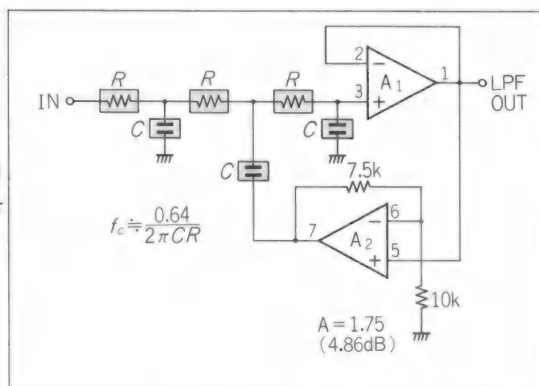 R
R
R
IN
C
C
C
2
3
A1
1
LPF
OUT
7.5k
fc≒0.64/2πCR
7
A2
6
5
10k
A=1.75
(4.86dB)